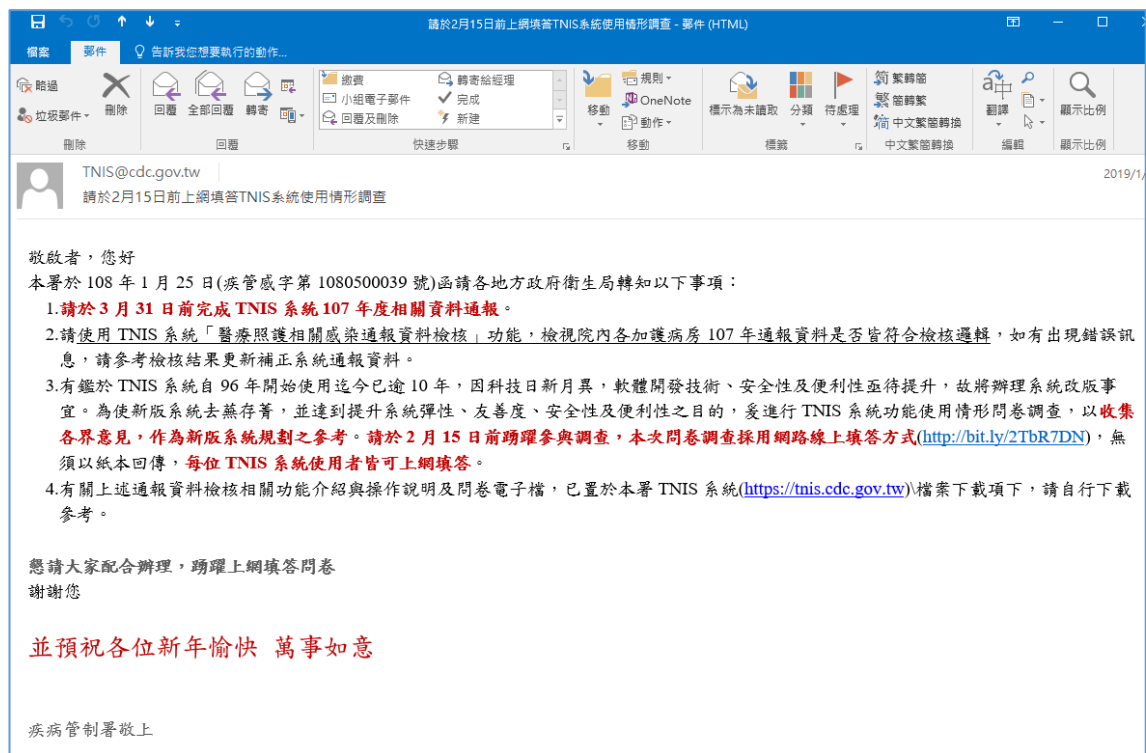 請於2月15日前上網填答TNIS系統使用情形調查 - 郵件 (HTML)
檔案 郵件 告訴我您想要執行的動作...
略過
垃圾郵件
刪除
回覆 全部回覆 轉寄
繳費 轉寄給經理
小組電子郵件 完成
回覆及刪除 新建
移動
規則
OneNote
動作
標示為未讀取 分類 待處理
简 繁轉簡
繁 簡轉繁
简 中文繁簡轉換
翻譯
顯示比例
刪除 回覆 快速步驟 移動 標籤 中文繁簡轉換 編輯 顯示比例
TNIS@cdc.gov.tw 2019/1/
請於2月15日前上網填答TNIS系統使用情形調查
敬啟者，您好
本署於 108 年 1 月 25 日(疾管感字第 1080500039 號)函請各地方政府衛生局轉知以下事項：
1.請於 3 月 31 日前完成 TNIS 系統 107 年度相關資料通報。
2.請使用 TNIS 系統「醫療照護相關感染通報資料檢核」功能，檢視院內各加護病房 107 年通報資料是否皆符合檢核邏輯，如有出現錯誤訊
息，請參考檢核結果更新補正系統通報資料。
3.有鑑於 TNIS 系統自 96 年開始使用迄今已逾 10 年，因科技日新月異，軟體開發技術、安全性及便利性亟待提升，故將辦理系統改版事
宜。為使新版系統去蕪存菁，並達到提升系統彈性、友善度、安全性及便利性之目的，爰進行 TNIS 系統功能使用情形問卷調查，以收集
各界意見，作為新版系統規劃之參考。請於 2 月 15 日前踴躍參與調查，本次問卷調查採用網路線上填答方式(http://bit.ly/2TbR7DN)，無
須以紙本回傳，每位 TNIS 系統使用者皆可上網填答。
4.有關上述通報資料檢核相關功能介紹與操作說明及問卷電子檔，已置於本署 TNIS 系統(https://tnis.cdc.gov.tw)\檔案下載項下，請自行下載
參考。
懇請大家配合辦理，踴躍上網填答問卷
謝謝您
並預祝各位新年愉快 萬事如意
疾病管制署敬上